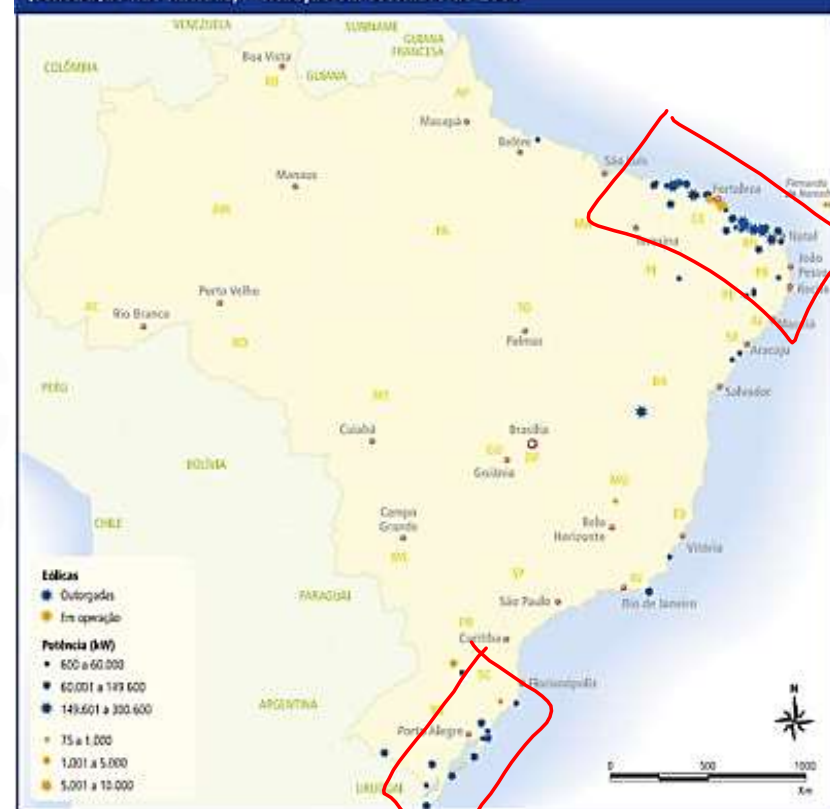 VENEZUELA
SURINAME
GUIANA
FRANCESA
COLÔMBIA
Boa Vista
RR
GUIANA
AP
Macapá
Belém
São Luís
Fortaleza
Manaus
AM
PA
MA
CE
Teresina
RN
Natal
PI
PB
João
Pessoa
AC
Porto Velho
PE
Recife
Rio Branco
RO
TO
AL
Maceió
Palmas
SE
Aracaju
PERU
MT
BA
Salvador
Cuiabá
Brasília
BOLÍVIA
GO
DF
Goiânia
MG
CHILE
Campo
Grande
Belo
Horizonte
ES
Vitória
MS
SP
RJ
PARAGUAI
São Paulo
Rio de Janeiro
PR
Curitiba
SC
Florianópolis
ARGENTINA
RS
Porto Alegre
URUGUAI
Eólicas
Outorgadas
Em operação
Potência (kW)
600 a 60.000
60.001 a 149.600
149.601 a 300.600
75 a 1.000
1.001 a 5.000
5.001 a 10.000
N
0 500 1000
Km